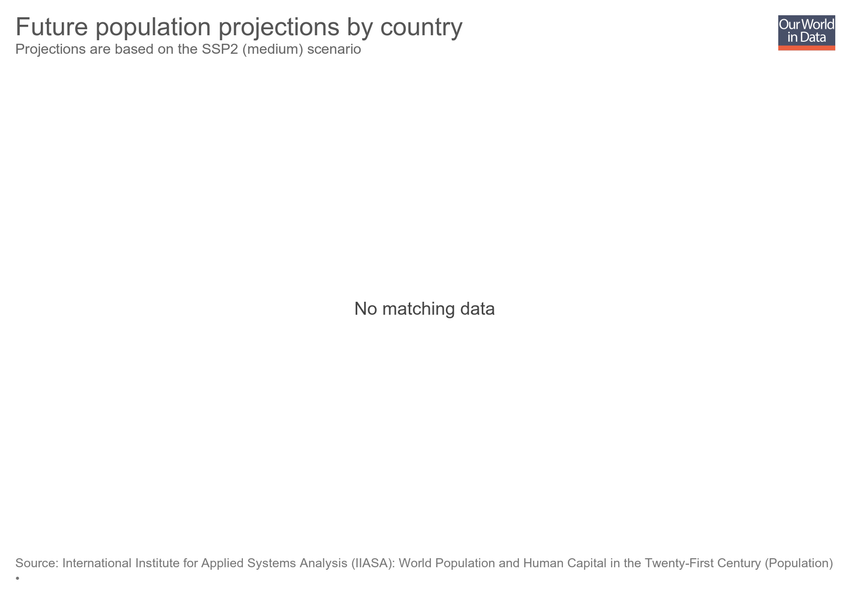 Future population projections by country
Projections are based on the SSP2 (medium) scenario
Our World
in Data
No matching data
Source: International Institute for Applied Systems Analysis (IIASA): World Population and Human Capital in the Twenty-First Century (Population)
•